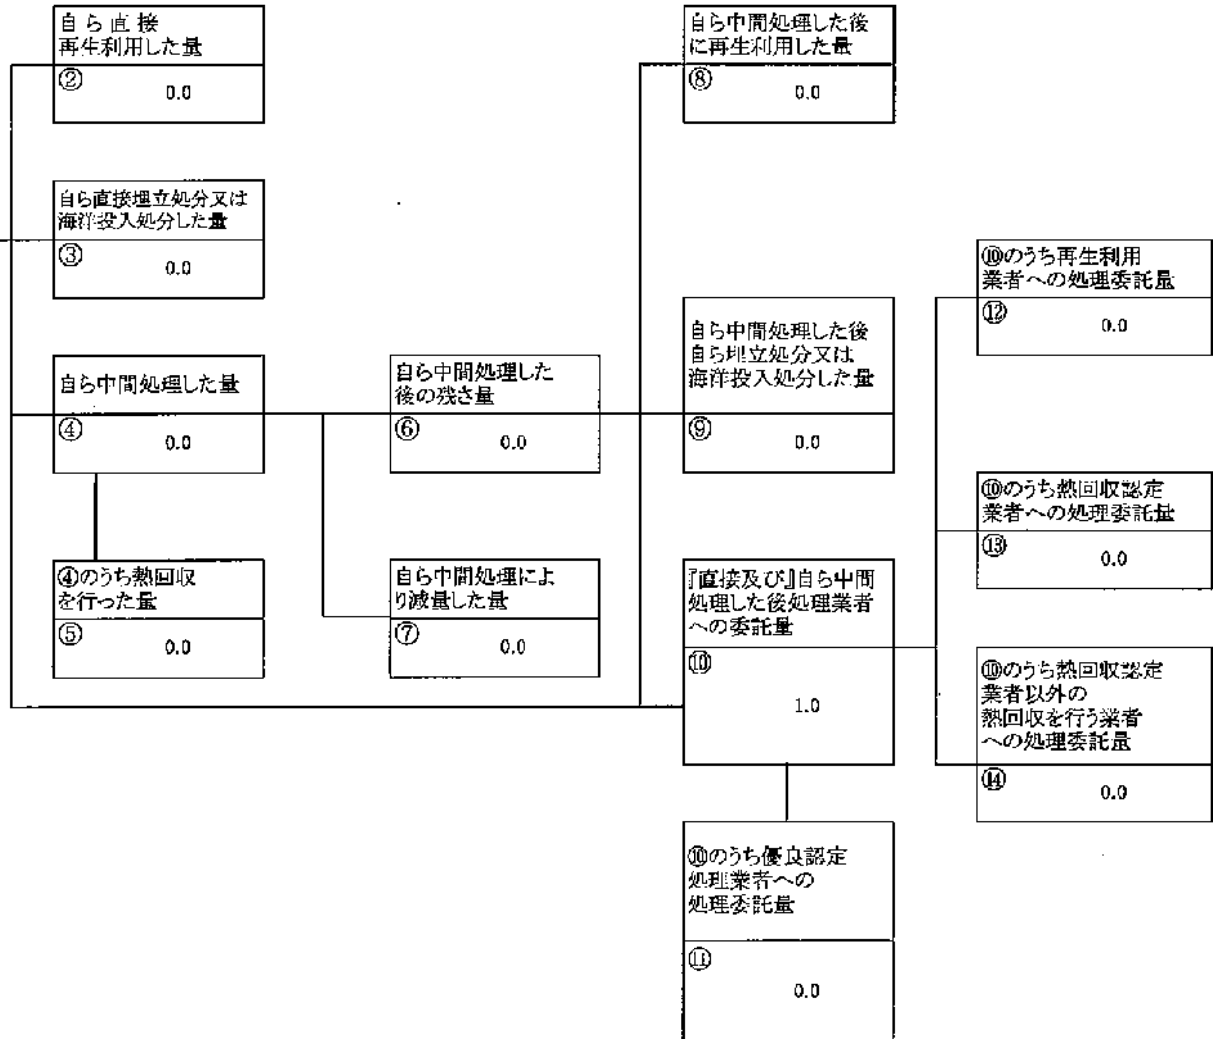 自 ら 直 接
再生利用した量
②
0.0
自ら直接埋立処分又は
海洋投入処分した量
③
0.0
自ら中間処理した量
④
0.0
④のうち熱回収
を行った量
⑤
0.0
自ら中間処理した
後の残さ量
⑥
0.0
自ら中間処理によ
り減量した量
⑦
0.0
自ら中間処理した後
に再生利用した量
⑧
0.0
自ら中間処理した後
自ら埋立処分又は
海洋投入処分した量
⑨
0.0
『直接及び』自ら中間
処理した後処理業者
への委託量
⑩
1.0
⑩のうち優良認定
処理業者への
処理委託量
⑪
0.0
⑩のうち再生利用
業者への処理委託量
⑫
0.0
⑩のうち熱回収認定
業者への処理委託量
⑬
0.0
⑩のうち熱回収認定
業者以外の
熱回収を行う業者
への処理委託量
⑭
0.0